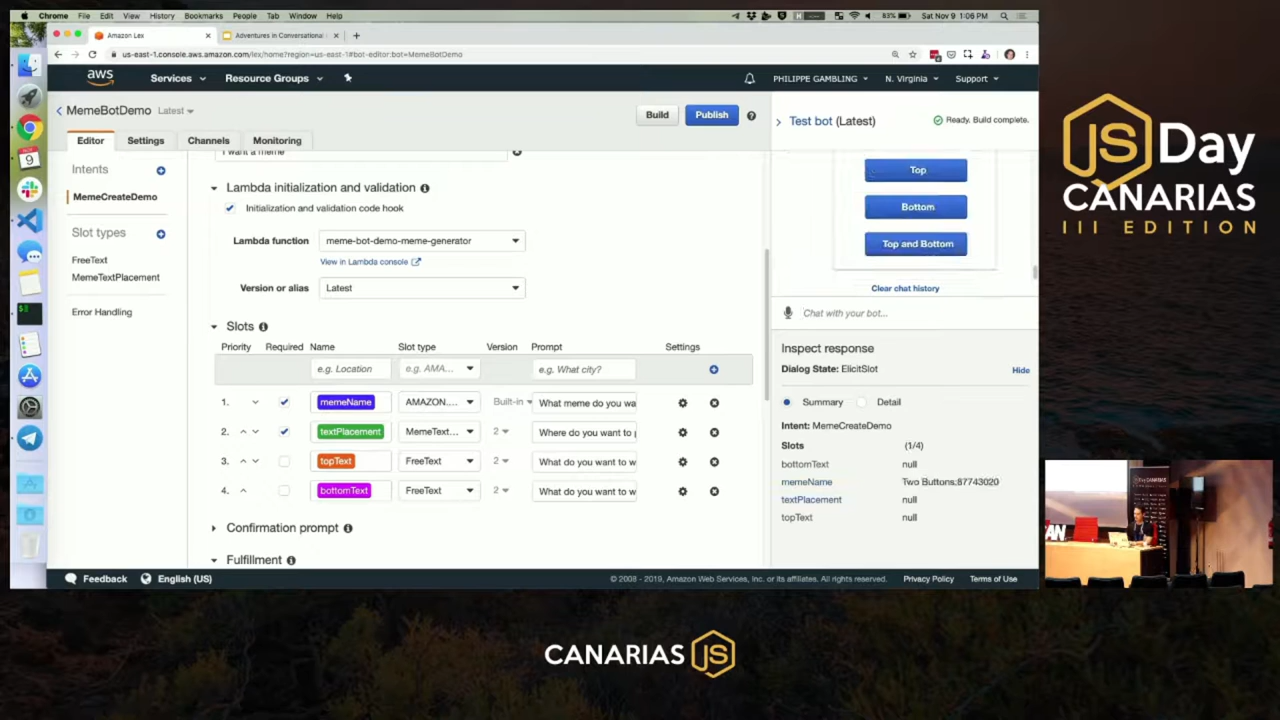 Chrome File Edit View History Bookmarks People Tab Window Help
83% Sat Nov 9 1:06 PM
Amazon Lex
Adventures in Conversational
us-east-1.console.aws.amazon.com/lex/home?region=us-east-1#bot-editor:bot=MemeBotDemo
aws
Services
Resource Groups
PHILIPPE GAMBLING
N. Virginia
Support
MemeBotDemo Latest
Build
Publish
Test bot (Latest)
Ready. Build complete.
Editor Settings Channels Monitoring
Intents
MemeCreateDemo
Slot types
FreeText
MemeTextPlacement
Error Handling
I want a meme
Lambda initialization and validation
Initialization and validation code hook
Lambda function meme-bot-demo-meme-generator
View in Lambda console
Version or alias Latest
Slots
Priority Required Name Slot type Version Prompt Settings
e.g. Location e.g. AMA... e.g. What city?
1. memeName AMAZON.... Built-in What meme do you wa
2. textPlacement MemeText... 2 Where do you want to p
3. topText FreeText 2 What do you want to w
4. bottomText FreeText 2 What do you want to w
Confirmation prompt
Fulfillment
Top
Bottom
Top and Bottom
Clear chat history
Chat with your bot...
Inspect response
Dialog State: ElicitSlot
Hide
Summary Detail
Intent: MemeCreateDemo
Slots (1/4)
bottomText null
memeName Two Buttons:87743020
textPlacement null
topText null
Feedback English (US)
© 2008 - 2019, Amazon Web Services, Inc. or its affiliates. All rights reserved. Privacy Policy Terms of Use
JS Day
CANARIAS
III EDITION
CANARIAS JS